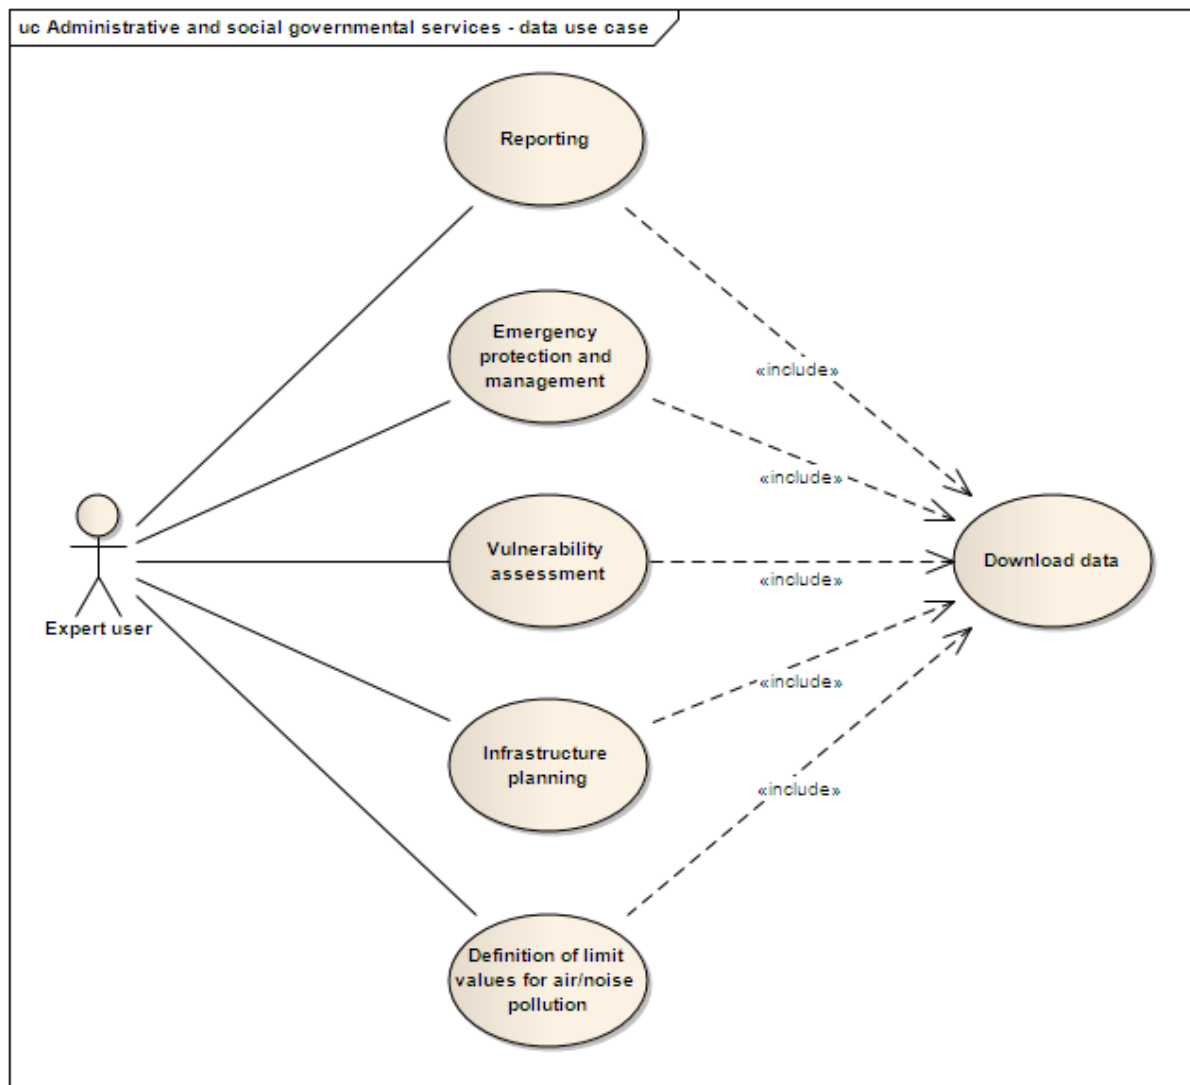 uc Administrative and social governmental services - data use case
Reporting
Emergency
protection and
management
«include»
«include»
Vulnerability
assessment
«include»
Download data
Expert user
«include»
Infrastructure
planning
«include»
Definition of limit
values for air/noise
pollution